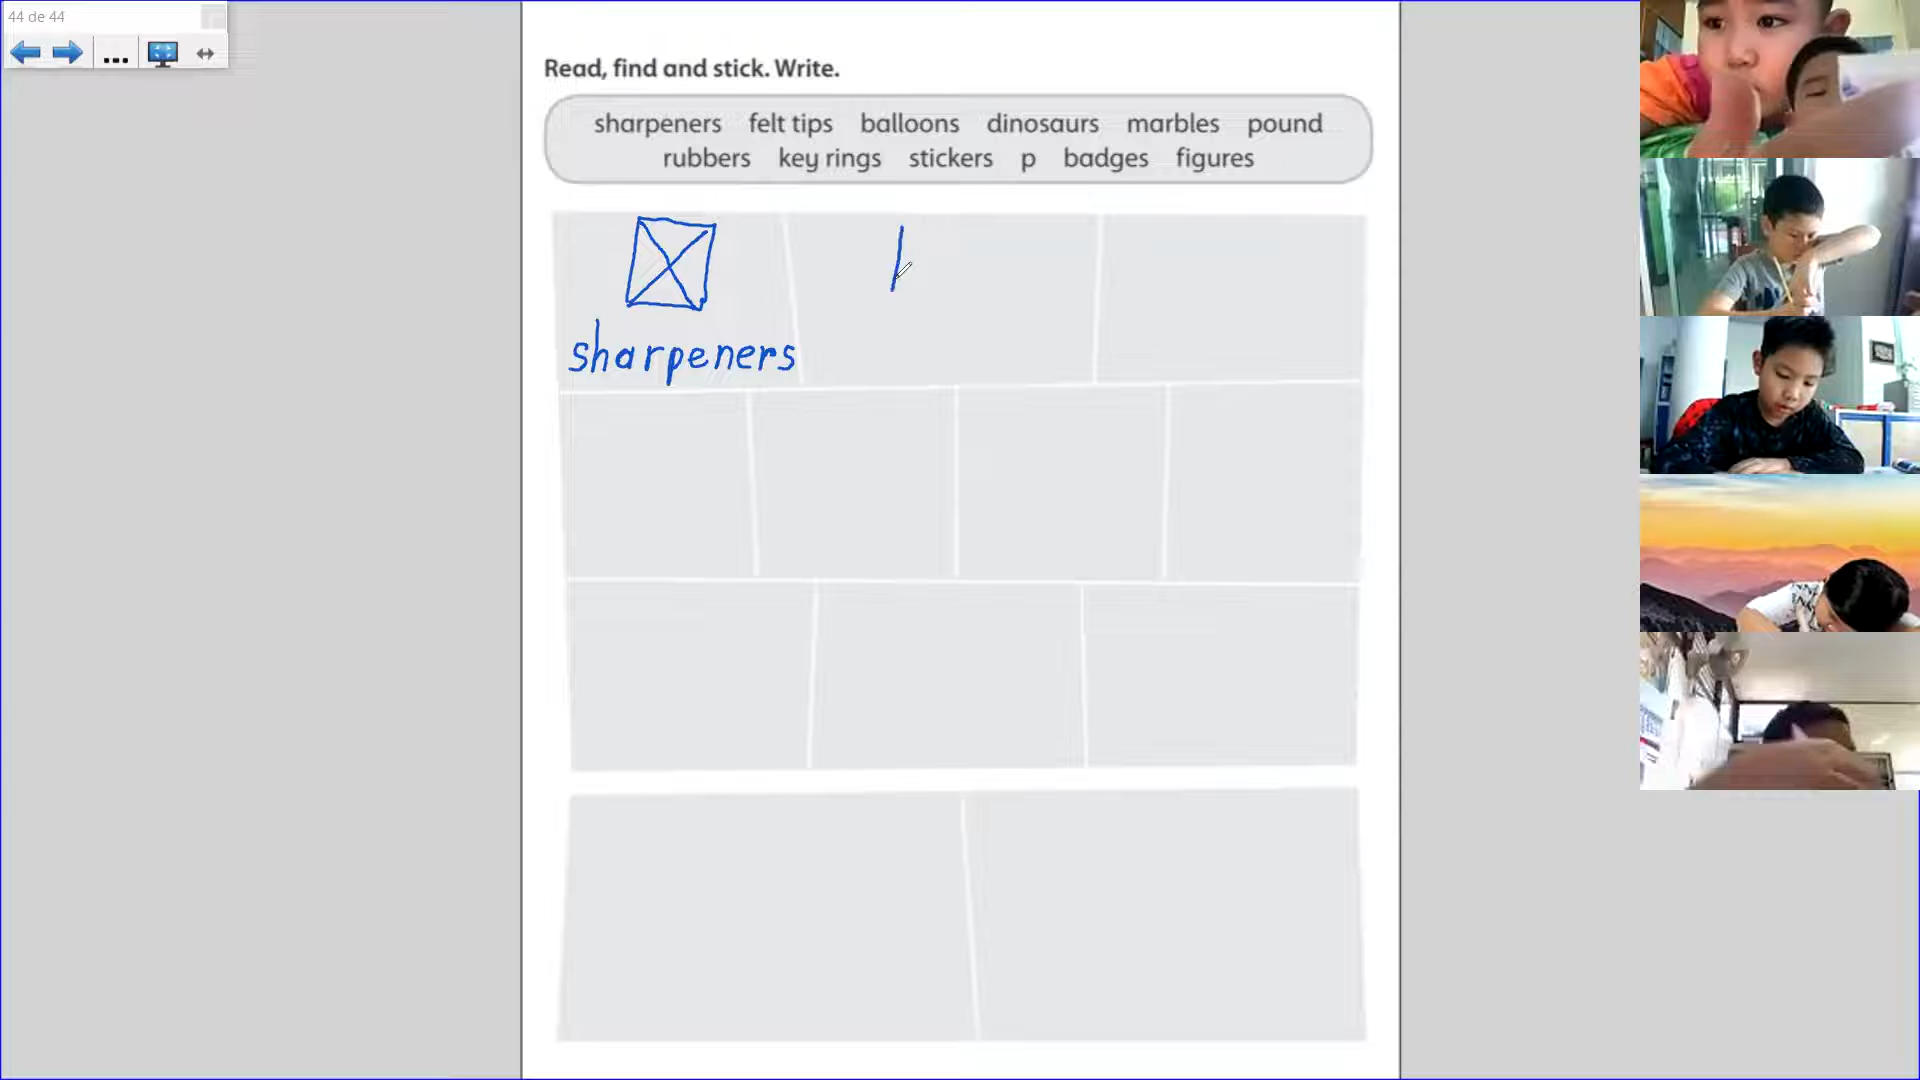 44 de 44
Read, find and stick. Write.
sharpeners felt tips balloons dinosaurs marbles pound
rubbers key rings stickers p badges figures
sharpeners